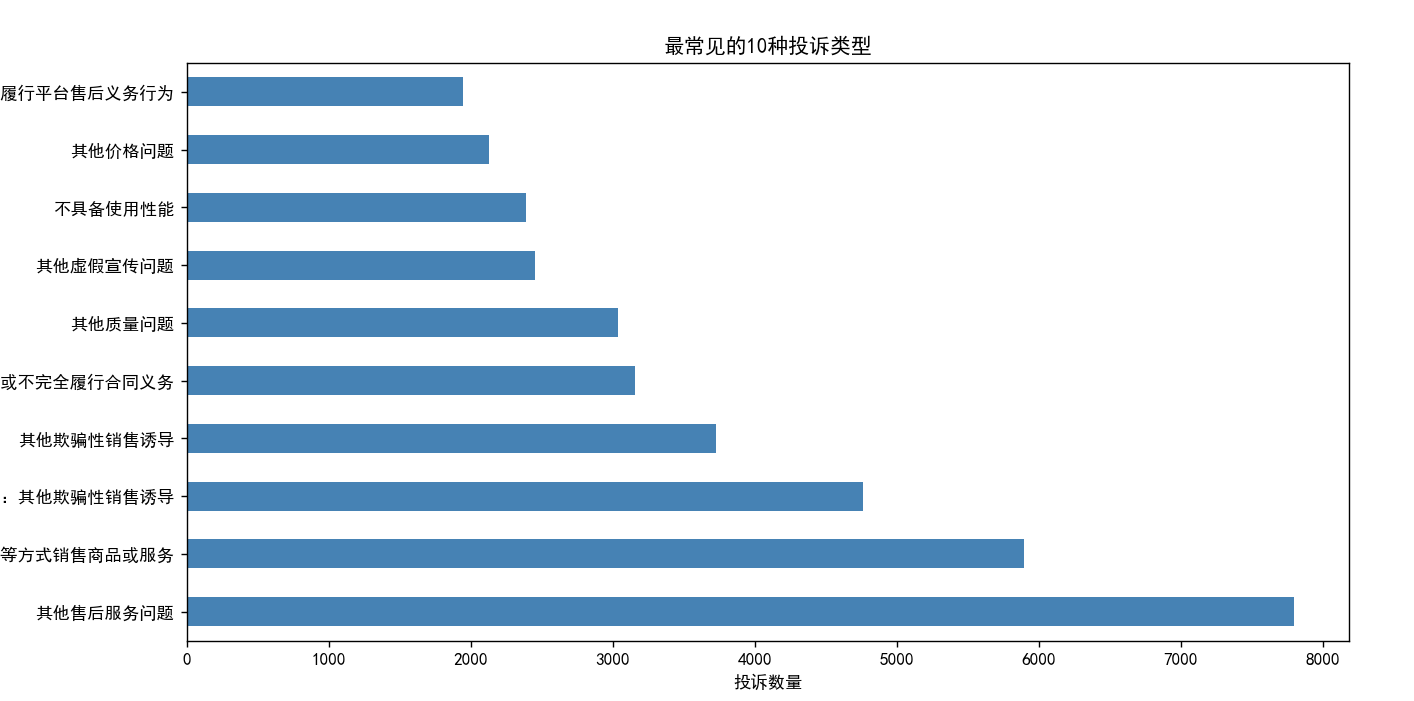 最常见的10种投诉类型
履行平台售后义务行为
其他价格问题
不具备使用性能
其他虚假宣传问题
其他质量问题
或不完全履行合同义务
其他欺骗性销售诱导
：其他欺骗性销售诱导
等方式销售商品或服务
其他售后服务问题
0 1000 2000 3000 4000 5000 6000 7000 8000
投诉数量